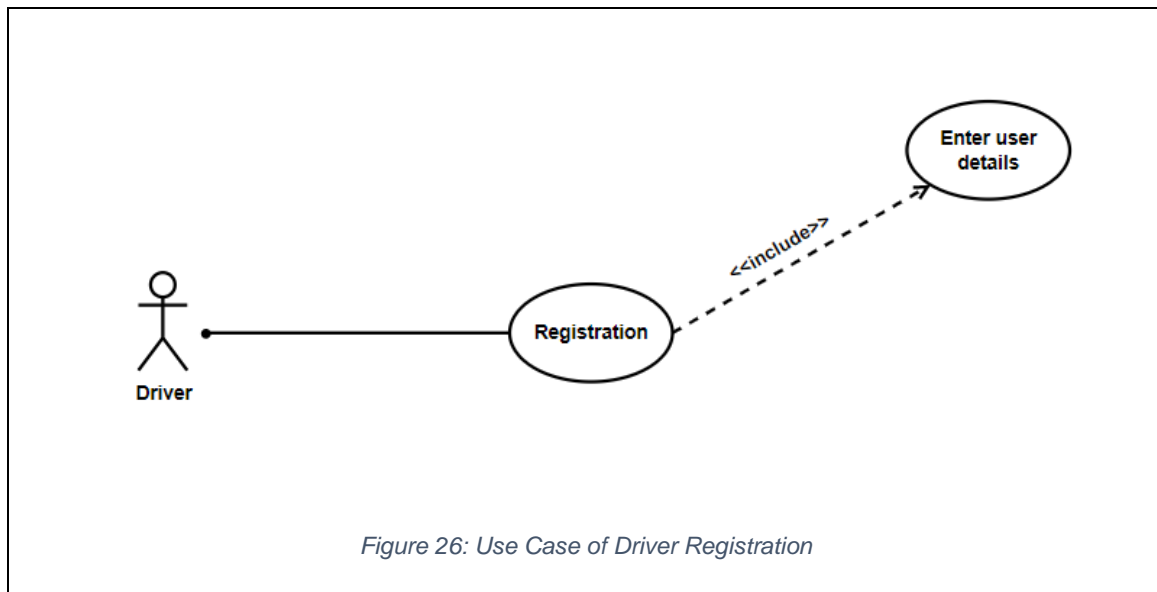 Enter user
details
<<include>>
Registration
Driver
Figure 26: Use Case of Driver Registration